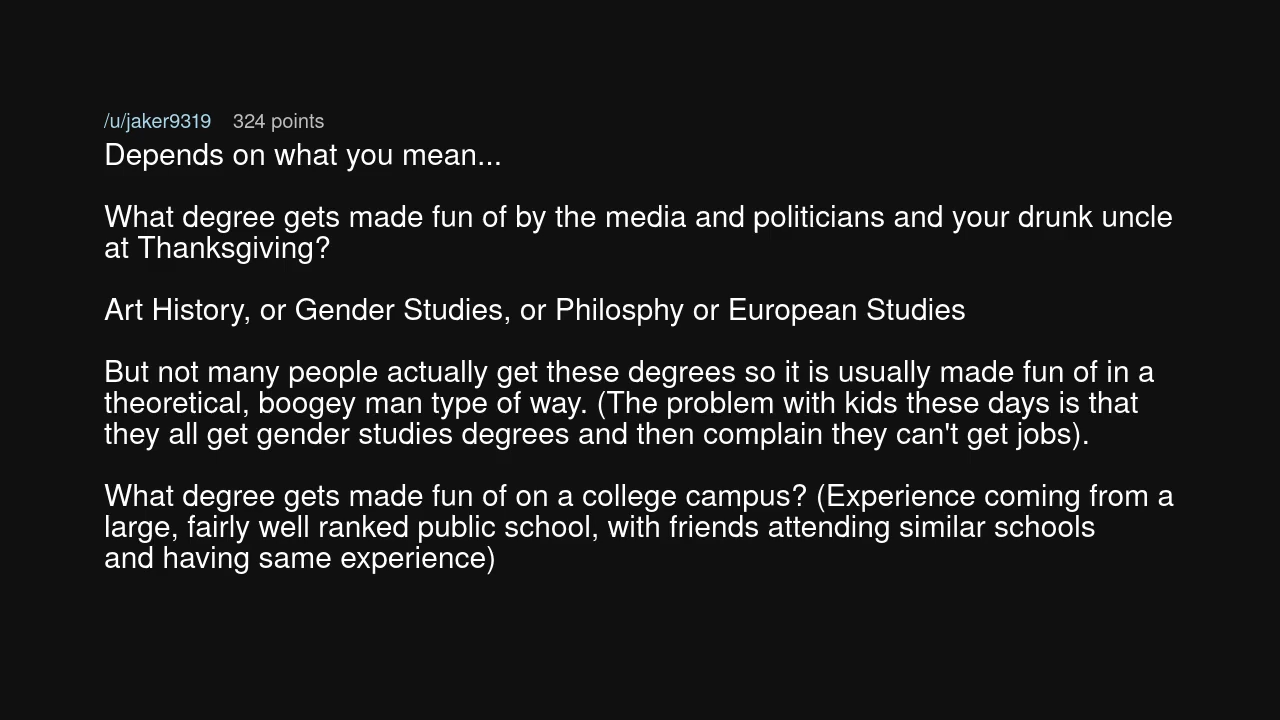 /u/jaker9319 324 points
Depends on what you mean...
What degree gets made fun of by the media and politicians and your drunk uncle
at Thanksgiving?
Art History, or Gender Studies, or Philosphy or European Studies
But not many people actually get these degrees so it is usually made fun of in a
theoretical, boogey man type of way. (The problem with kids these days is that
they all get gender studies degrees and then complain they can't get jobs).
What degree gets made fun of on a college campus? (Experience coming from a
large, fairly well ranked public school, with friends attending similar schools
and having same experience)